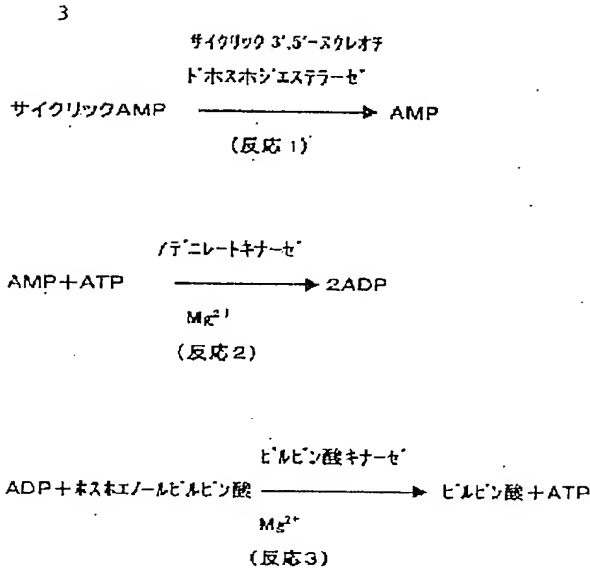 3
サイクリック 3',5'-ヌクレオチ
ドホスホジエステラーゼ
サイクリックAMP → AMP
(反応1)
アデニレートキナーゼ
AMP+ATP → 2ADP
Mg²⁺
(反応2)
ピルビン酸キナーゼ
ADP+ホスホエノールピルビン酸 → ピルビン酸+ATP
Mg²⁺
(反応3)